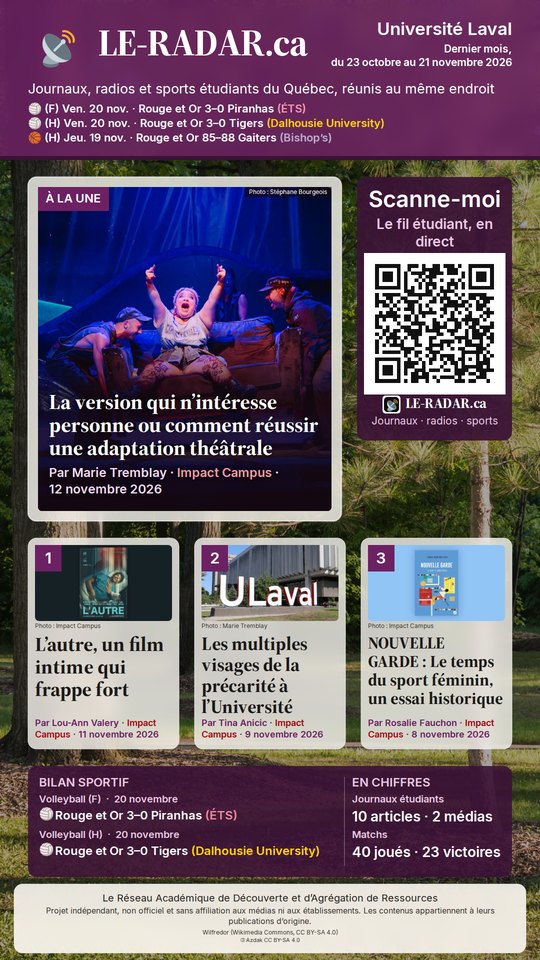 LE-RADAR.ca
Université Laval
Dernier mois,
du 23 octobre au 21 novembre 2026
Journaux, radios et sports étudiants du Québec, réunis au même endroit
(F) Ven. 20 nov. · Rouge et Or 3–0 Piranhas (ÉTS)
(H) Ven. 20 nov. · Rouge et Or 3–0 Tigers (Dalhousie University)
(H) Jeu. 19 nov. · Rouge et Or 85–88 Gaiters (Bishop's)
À LA UNE
Photo : Stéphane Bourgeois
La version qui n'intéresse
personne ou comment réussir
une adaptation théâtrale
Par Marie Tremblay · Impact Campus ·
12 novembre 2026
Scanne-moi
Le fil étudiant, en
direct
LE-RADAR.ca
Journaux · radios · sports
1
L'AUTRE
Photo : Impact Campus
L'autre, un film
intime qui
frappe fort
Par Lou-Ann Valery · Impact
Campus · 11 novembre 2026
2
ULaval
Photo : Marie Tremblay
Les multiples
visages de la
précarité à
l'Université
Par Tina Anicic · Impact
Campus · 9 novembre 2026
3
NOUVELLE GARDE
Photo : Impact Campus
NOUVELLE
GARDE : Le temps
du sport féminin,
un essai historique
Par Rosalie Fauchon · Impact
Campus · 8 novembre 2026
BILAN SPORTIF
Volleyball (F) · 20 novembre
Rouge et Or 3–0 Piranhas (ÉTS)
Volleyball (H) · 20 novembre
Rouge et Or 3–0 Tigers (Dalhousie University)
EN CHIFFRES
Journaux étudiants
10 articles · 2 médias
Matchs
40 joués · 23 victoires
Le Réseau Académique de Découverte et d'Agrégation de Ressources
Projet indépendant, non officiel et sans affiliation aux médias ni aux établissements. Les contenus appartiennent à leurs
publications d'origine.
Wilfredor (Wikimedia Commons, CC BY-SA 4.0)
@Azdak CC BY-SA 4.0